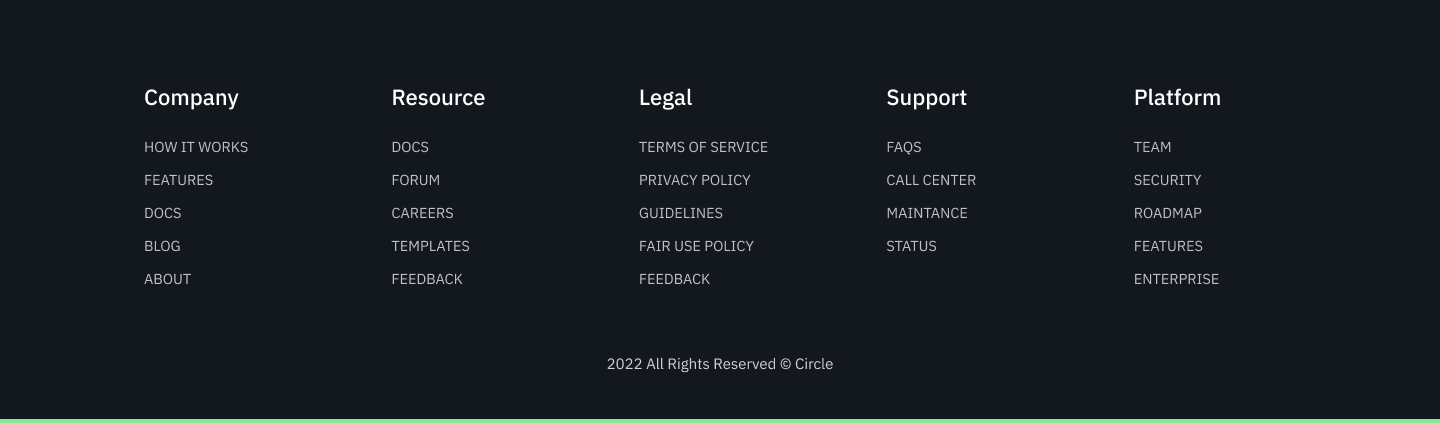 Company
HOW IT WORKS
FEATURES
DOCS
BLOG
ABOUT
Resource
DOCS
FORUM
CAREERS
TEMPLATES
FEEDBACK
Legal
TERMS OF SERVICE
PRIVACY POLICY
GUIDELINES
FAIR USE POLICY
FEEDBACK
Support
FAQS
CALL CENTER
MAINTANCE
STATUS
Platform
TEAM
SECURITY
ROADMAP
FEATURES
ENTERPRISE
2022 All Rights Reserved © Circle